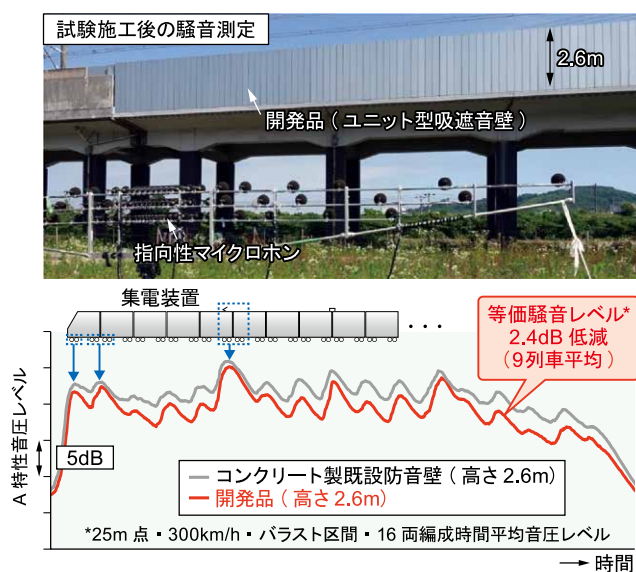 試験施工後の騒音測定
2.6m
開発品(ユニット型吸遮音壁)
指向性マイクロホン
集電装置
・・・
等価騒音レベル*
2.4dB 低減
(9列車平均)
A 特性音圧レベル
5dB
コンクリート製既設防音壁(高さ2.6m)
開発品(高さ2.6m)
*25m 点・300km/h・バラスト区間・16 両編成時間平均音圧レベル
時間